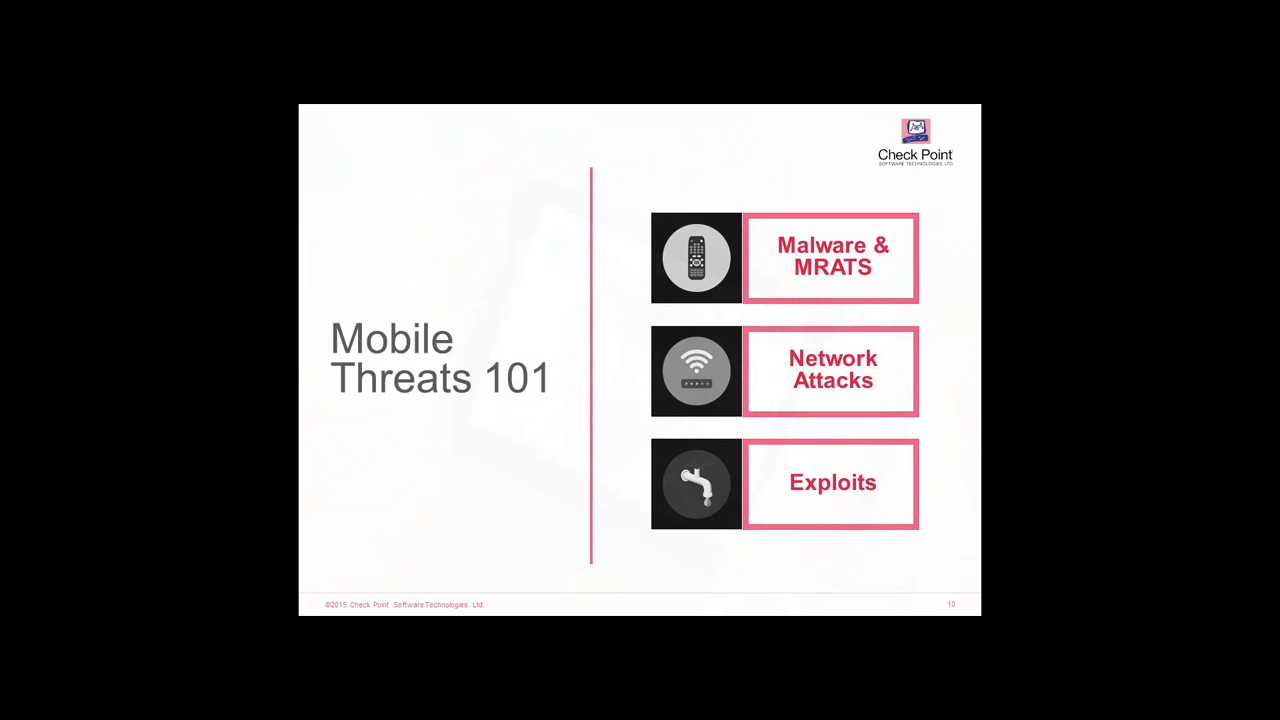 Check Point
SOFTWARE TECHNOLOGIES LTD.
Mobile
Threats 101
Malware &
MRATS
Network
Attacks
Exploits
©2015 Check Point Software Technologies Ltd.
10